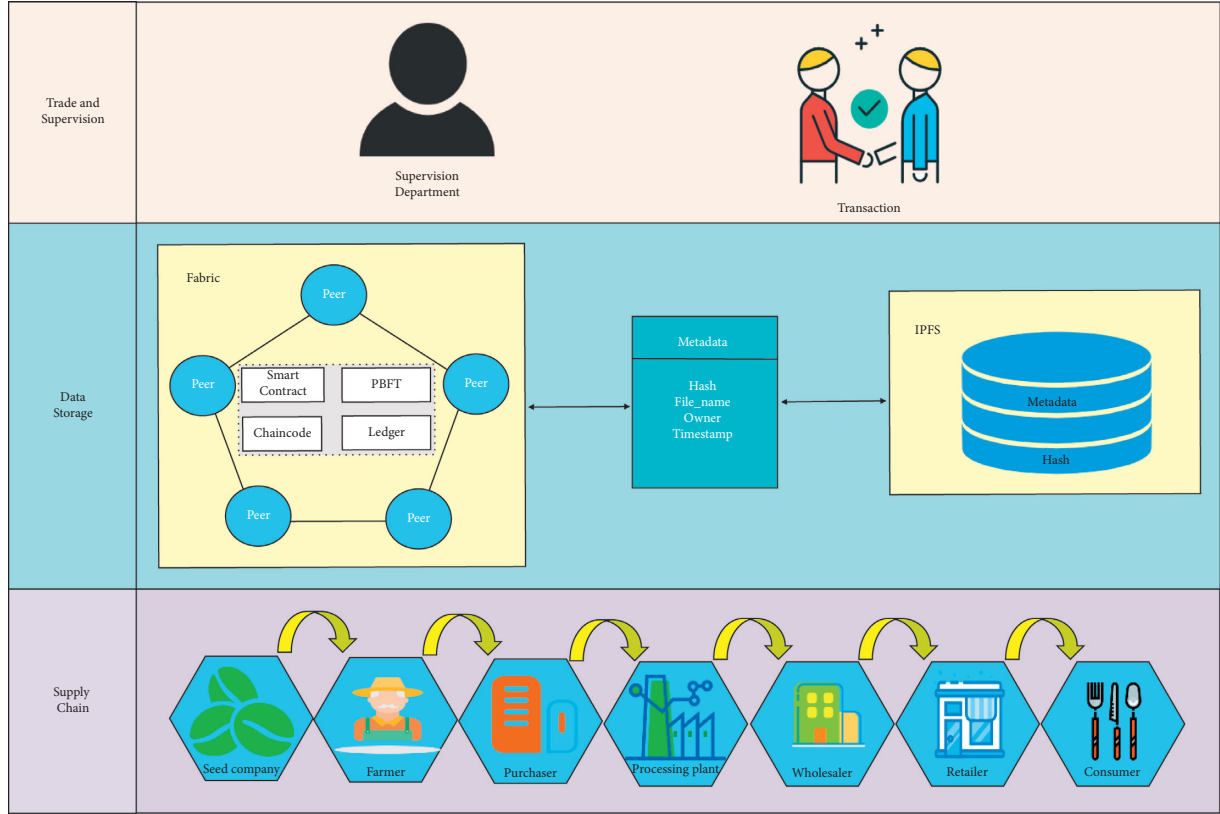 Trade and
Supervision
Supervision
Department
Transaction
Data
Storage
Fabric
Peer
Peer
Peer
Smart
Contract
PBFT
Chaincode
Ledger
Peer
Peer
Metadata
Hash
File_name
Owner
Timestamp
IPFS
Metadata
Hash
Supply
Chain
Seed company
Farmer
Purchaser
Processing plant
Wholesaler
Retailer
Consumer